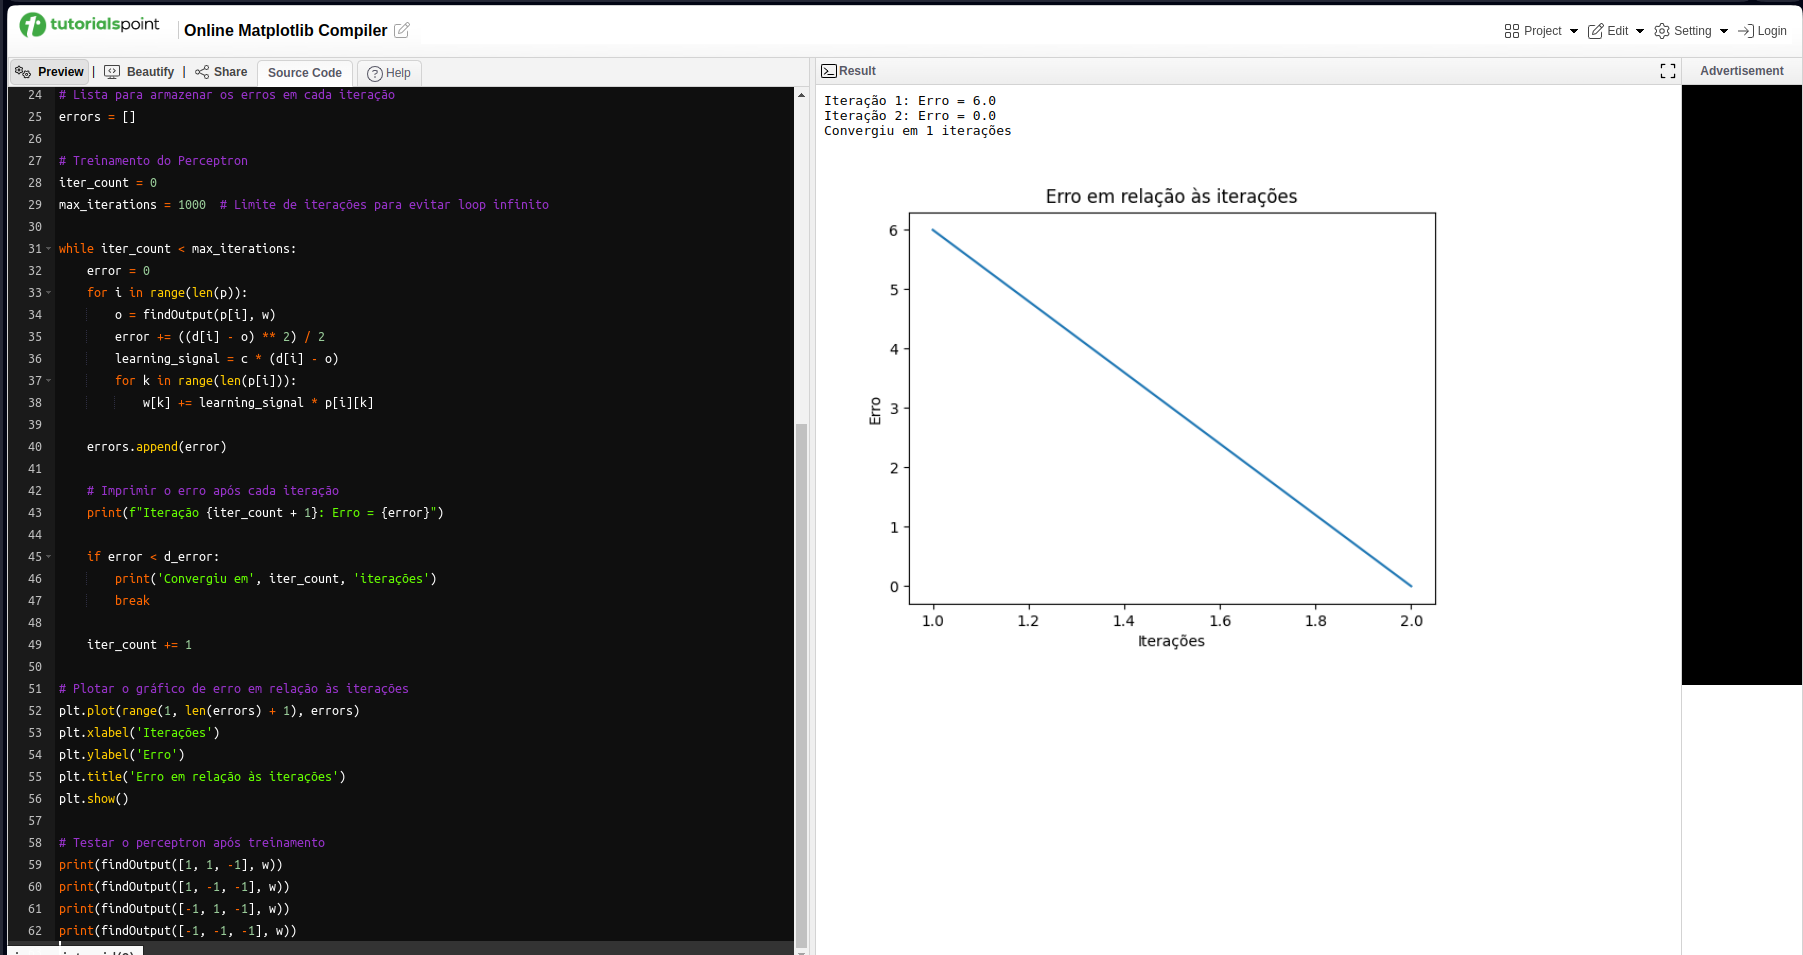 tutorialspoint
Online Matplotlib Compiler
Project
Edit
Setting
Login
Preview | Beautify | Share
Source Code
Help
Result
Advertisement
24 # Lista para armazenar os erros em cada iteração
25 errors = []
26
27 # Treinamento do Perceptron
28 iter_count = 0
29 max_iterations = 1000  # Limite de iterações para evitar loop infinito
30
31 while iter_count < max_iterations:
32     error = 0
33     for i in range(len(p)):
34         o = findOutput(p[i], w)
35         error += ((d[i] - o) ** 2) / 2
36         learning_signal = c * (d[i] - o)
37         for k in range(len(p[i])):
38             w[k] += learning_signal * p[i][k]
39
40     errors.append(error)
41
42     # Imprimir o erro após cada iteração
43     print(f"Iteração {iter_count + 1}: Erro = {error}")
44
45     if error < d_error:
46         print('Convergiu em', iter_count, 'iterações')
47         break
48
49     iter_count += 1
50
51 # Plotar o gráfico de erro em relação às iterações
52 plt.plot(range(1, len(errors) + 1), errors)
53 plt.xlabel('Iterações')
54 plt.ylabel('Erro')
55 plt.title('Erro em relação às iterações')
56 plt.show()
57
58 # Testar o perceptron após treinamento
59 print(findOutput([1, 1, -1], w))
60 print(findOutput([1, -1, -1], w))
61 print(findOutput([-1, 1, -1], w))
62 print(findOutput([-1, -1, -1], w))
Iteração 1: Erro = 6.0
Iteração 2: Erro = 0.0
Convergiu em 1 iterações
Erro em relação às iterações
6
5
4
3
2
1
0
Erro
1.0 1.2 1.4 1.6 1.8 2.0
Iterações